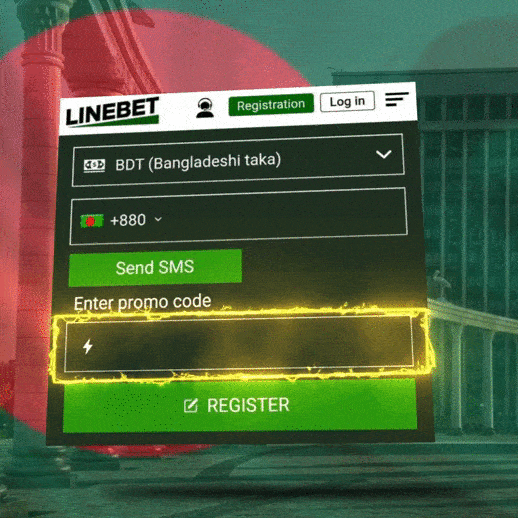 LINEBET
Registration
Log in
BDT (Bangladeshi taka)
+880
Send SMS
Enter promo code
REGISTER